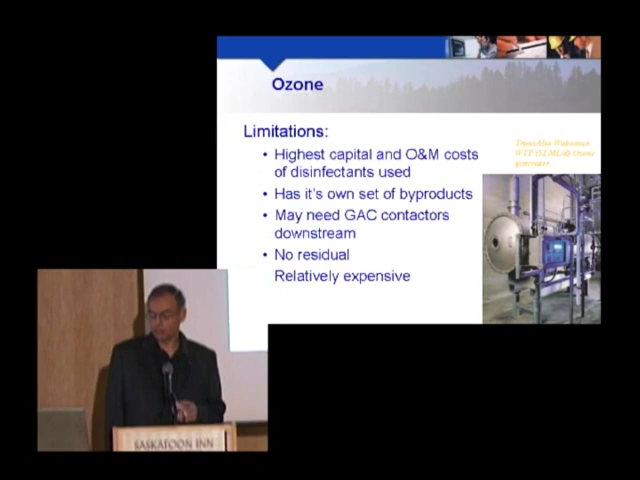 Ozone
Limitations:
• Highest capital and O&M costs
of disinfectants used
• Has it's own set of byproducts
• May need GAC contactors
downstream
• No residual
Relatively expensive
generator
SASKATOON INN